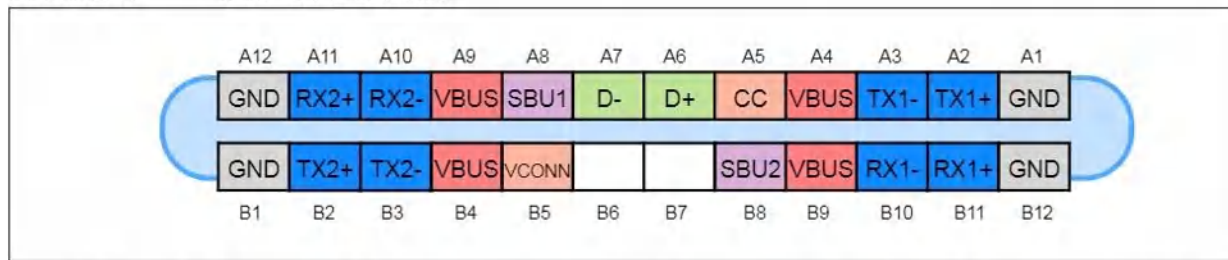 A12 A11 A10 A9 A8 A7 A6 A5 A4 A3 A2 A1
GND RX2+ RX2- VBUS SBU1 D- D+ CC VBUS TX1- TX1+ GND
GND TX2+ TX2- VBUS VCONN SBU2 VBUS RX1- RX1+ GND
B1 B2 B3 B4 B5 B6 B7 B8 B9 B10 B11 B12